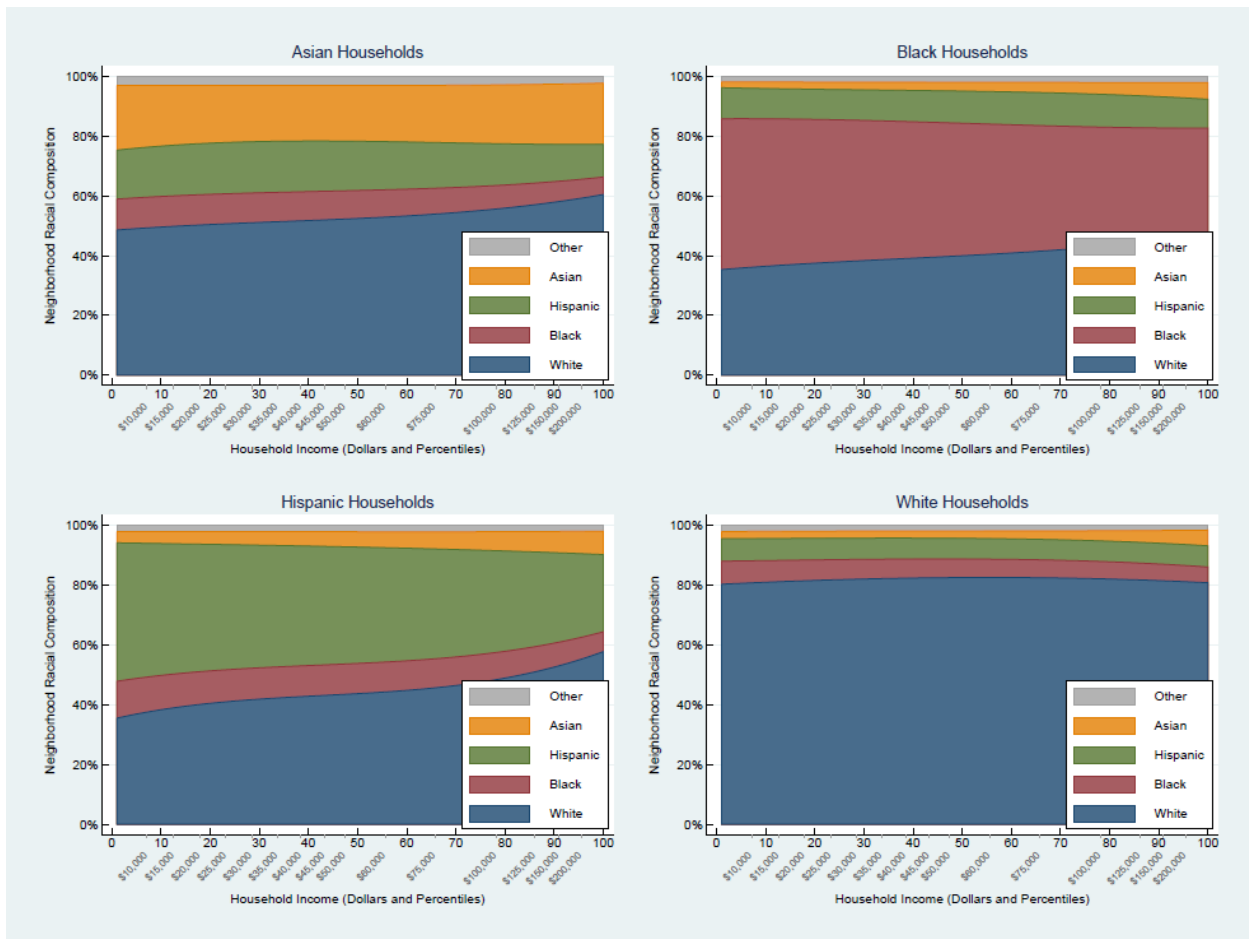 Asian Households
Neighborhood Racial Composition
100%
80%
60%
40%
20%
0%
Other
Asian
Hispanic
Black
White
0 10 20 30 40 50 60 70 80 90 100
$10,000 $15,000 $20,000 $25,000 $30,000 $35,000 $40,000 $45,000 $50,000 $60,000 $75,000 $100,000 $125,000 $150,000 $200,000
Household Income (Dollars and Percentiles)
Black Households
Neighborhood Racial Composition
100%
80%
60%
40%
20%
0%
Other
Asian
Hispanic
Black
White
0 10 20 30 40 50 60 70 80 90 100
$10,000 $15,000 $20,000 $25,000 $30,000 $35,000 $40,000 $45,000 $50,000 $60,000 $75,000 $100,000 $125,000 $150,000 $200,000
Household Income (Dollars and Percentiles)
Hispanic Households
Neighborhood Racial Composition
100%
80%
60%
40%
20%
0%
Other
Asian
Hispanic
Black
White
0 10 20 30 40 50 60 70 80 90 100
$10,000 $15,000 $20,000 $25,000 $30,000 $35,000 $40,000 $45,000 $50,000 $60,000 $75,000 $100,000 $125,000 $150,000 $200,000
Household Income (Dollars and Percentiles)
White Households
Neighborhood Racial Composition
100%
80%
60%
40%
20%
0%
Other
Asian
Hispanic
Black
White
0 10 20 30 40 50 60 70 80 90 100
$10,000 $15,000 $20,000 $25,000 $30,000 $35,000 $40,000 $45,000 $50,000 $60,000 $75,000 $100,000 $125,000 $150,000 $200,000
Household Income (Dollars and Percentiles)